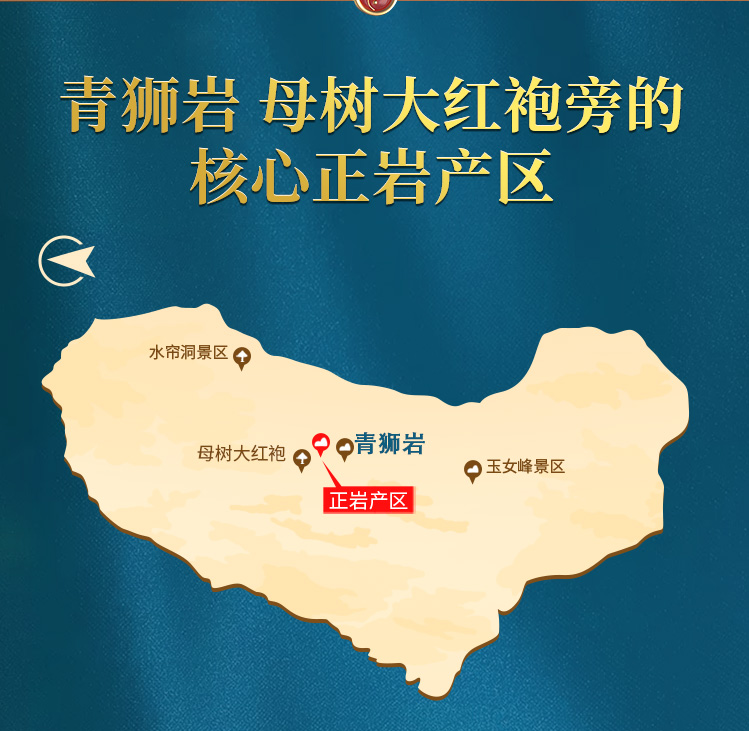 青狮岩 母树大红袍旁的
核心正岩产区
水帘洞景区
青狮岩
母树大红袍
玉女峰景区
正岩产区